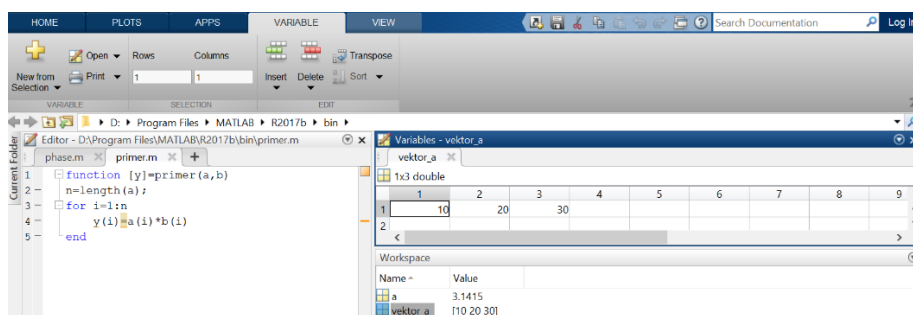 HOME PLOTS APPS VARIABLE VIEW Search Documentation Log In
Open Rows Columns Transpose
New from Selection Print 1 1 Insert Delete Sort
VARIABLE SELECTION EDIT
D: Program Files MATLAB R2017b bin
Current Folder
Editor - D:\Program Files\MATLAB\R2017b\bin\primer.m
phase.m primer.m
1 function [y]=primer(a,b)
2 n=length(a);
3 for i=1:n
4 y(i)=a(i)*b(i)
5 end
Variables - vektor_a
vektor_a
1x3 double
1 2 3 4 5 6 7 8 9
1 10 20 30
2
Workspace
Name Value
a 3.1415
vektor_a [10 20 30]